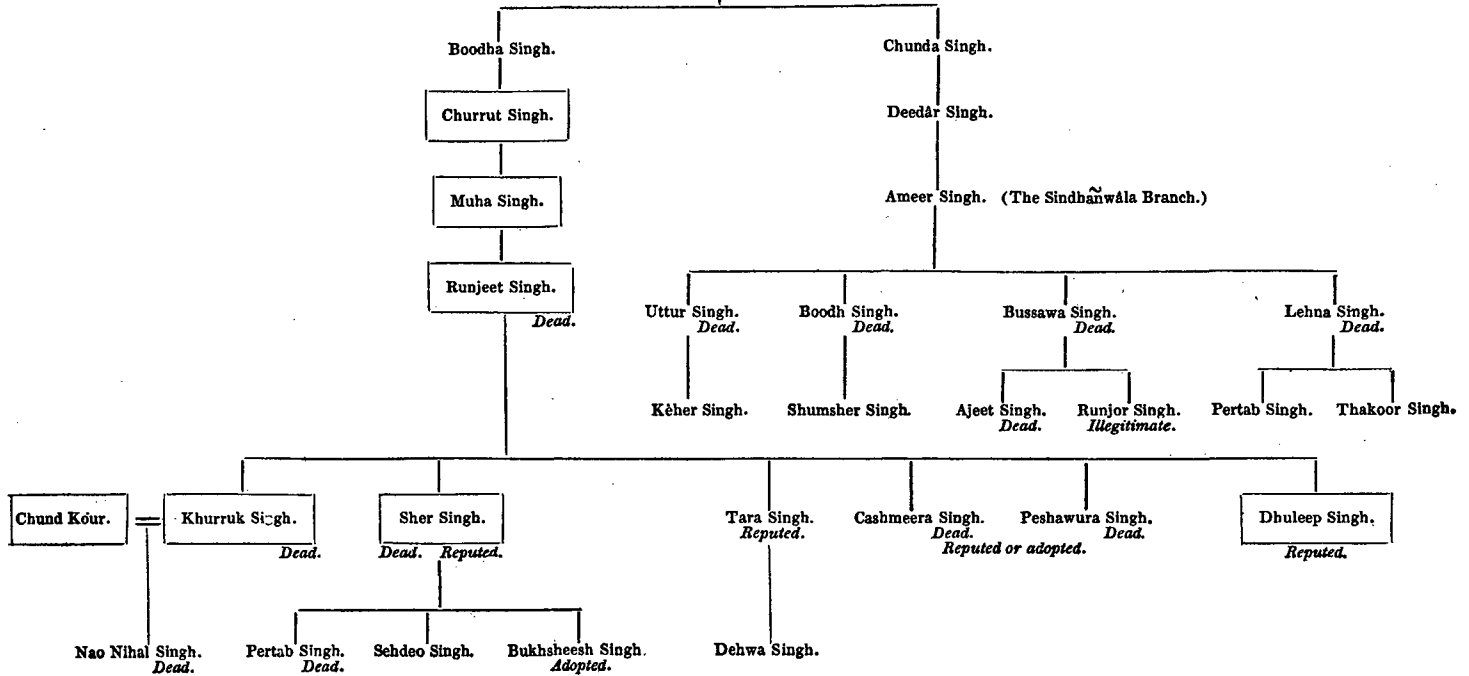 Boodha Singh. Chunda Singh.
Churrut Singh. Deedâr Singh.
Muha Singh. Ameer Singh. (The Sindhañwâla Branch.)
Runjeet Singh.
Dead.
Uttur Singh. Boodh Singh. Bussawa Singh. Lehna Singh.
Dead. Dead. Dead. Dead.
Kèher Singh. Shumsher Singh. Ajeet Singh. Runjor Singh. Pertab Singh. Thakoor Singh.
Dead. Illegitimate.
Chund Kour. Khurruk Singh. Sher Singh. Tara Singh. Cashmeera Singh. Peshawura Singh. Dhuleep Singh.
Dead. Dead. Reputed. Reputed. Dead. Dead. Reputed.
Reputed or adopted.
Nao Nihal Singh. Pertab Singh. Sehdeo Singh. Bukhsheesh Singh. Dehwa Singh.
Dead. Dead. Adopted.